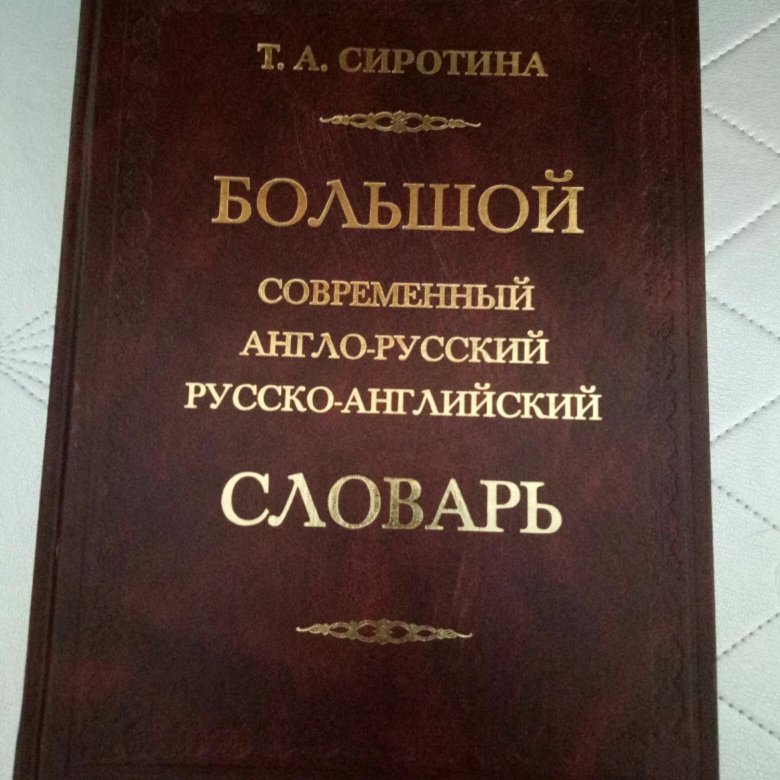 Т. А. СИРОТИНА
БОЛЬШОЙ
СОВРЕМЕННЫЙ
АНГЛО-РУССКИЙ
РУССКО-АНГЛИЙСКИЙ
СЛОВАРЬ